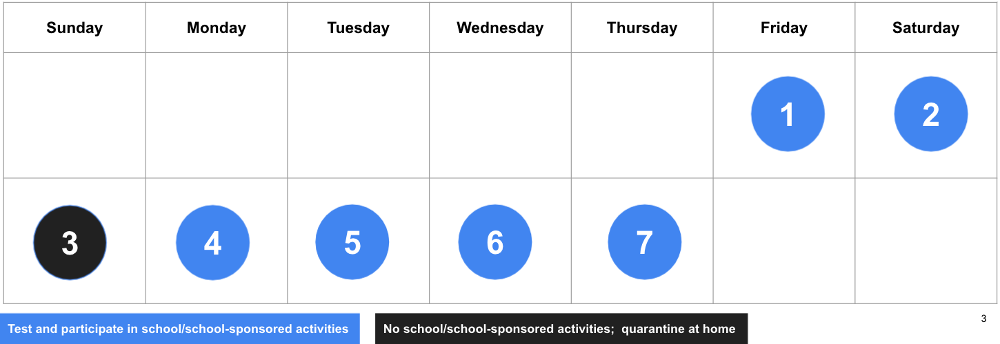 Sunday Monday Tuesday Wednesday Thursday Friday Saturday
1 2
3 4 5 6 7
Test and participate in school/school-sponsored activities No school/school-sponsored activities;  quarantine at home
3